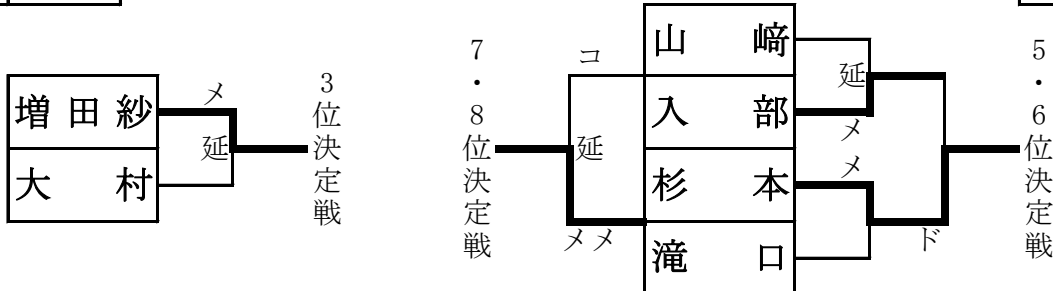 増田紗
大村
メ
延
3位決定戦
7・8位決定戦
コ
延
メメ
山﨑
入部
杉本
滝口
延
メ
メ
ド
5・6位決定戦